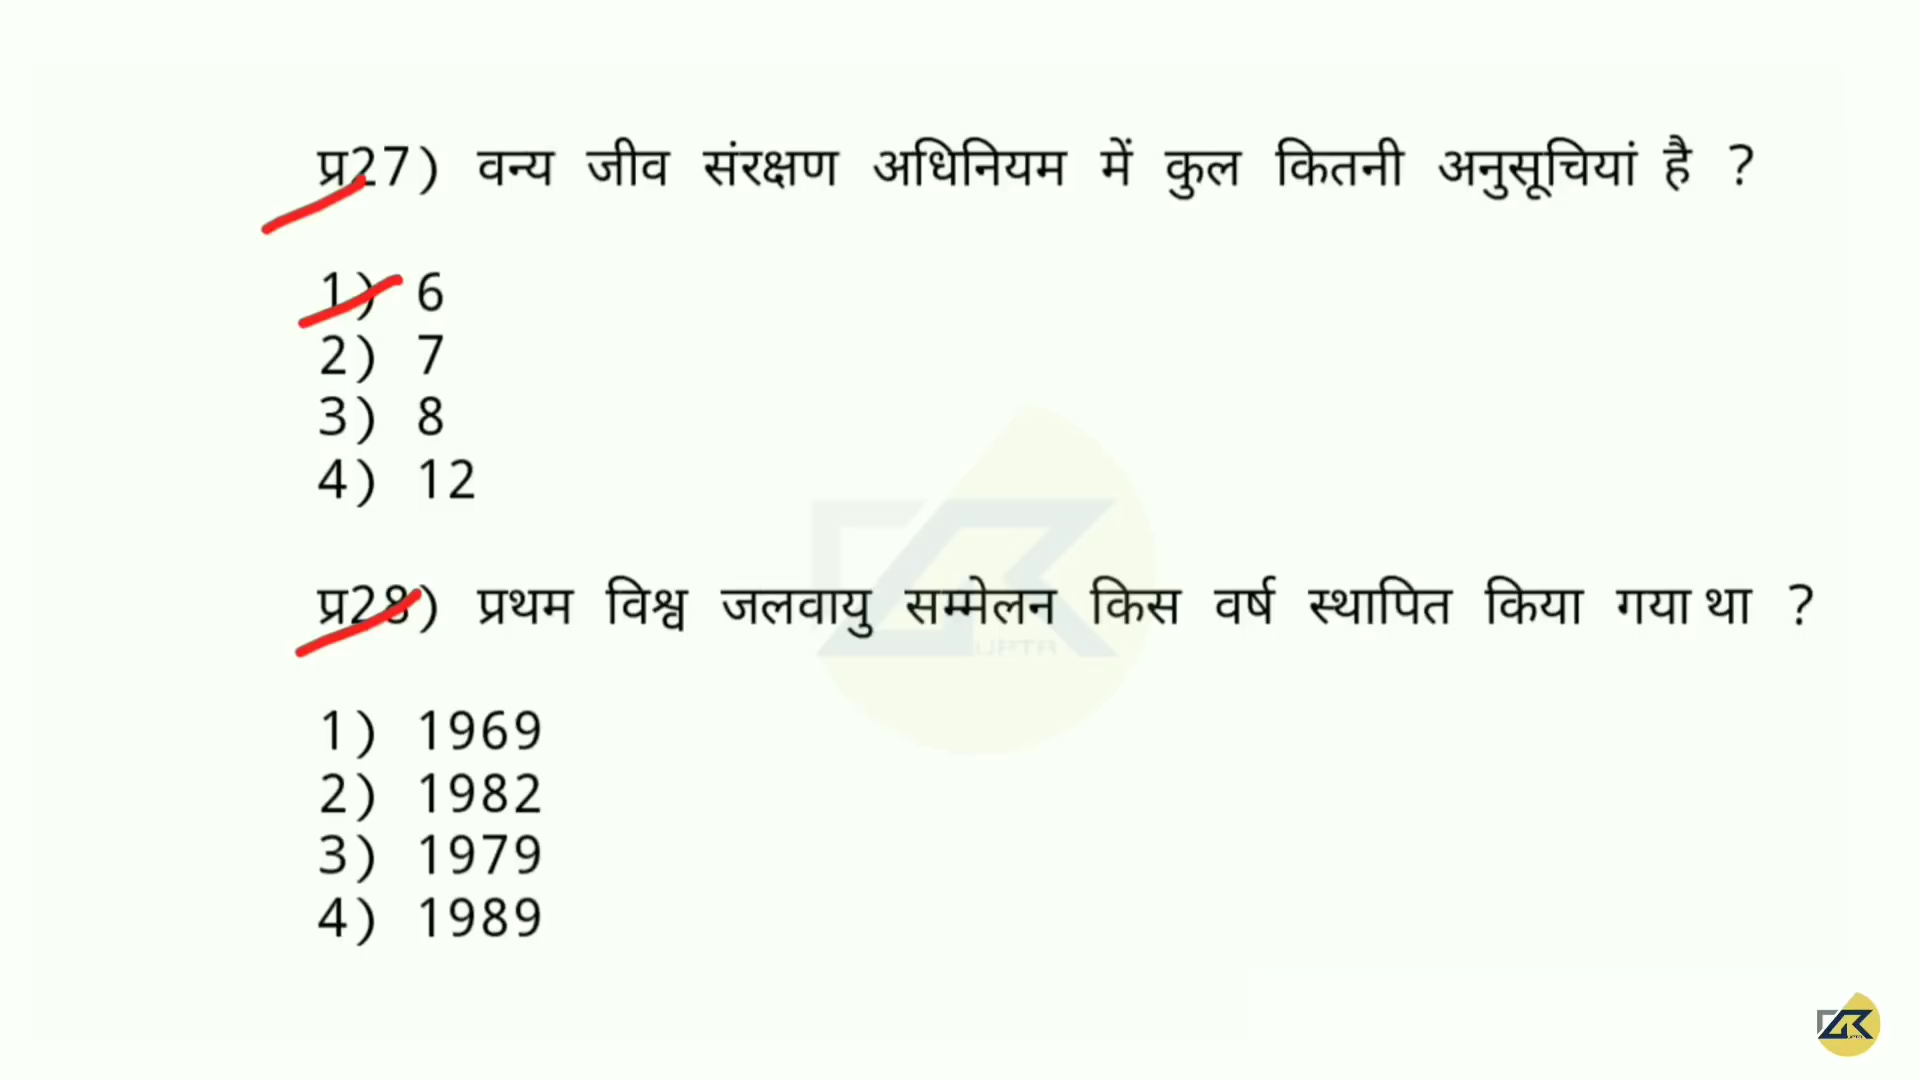 प्र27) वन्य जीव संरक्षण अधिनियम में कुल कितनी अनुसूचियां है ?
1) 6
2) 7
3) 8
4) 12
प्र28) प्रथम विश्व जलवायु सम्मेलन किस वर्ष स्थापित किया गया था ?
UPTA
1) 1969
2) 1982
3) 1979
4) 1989